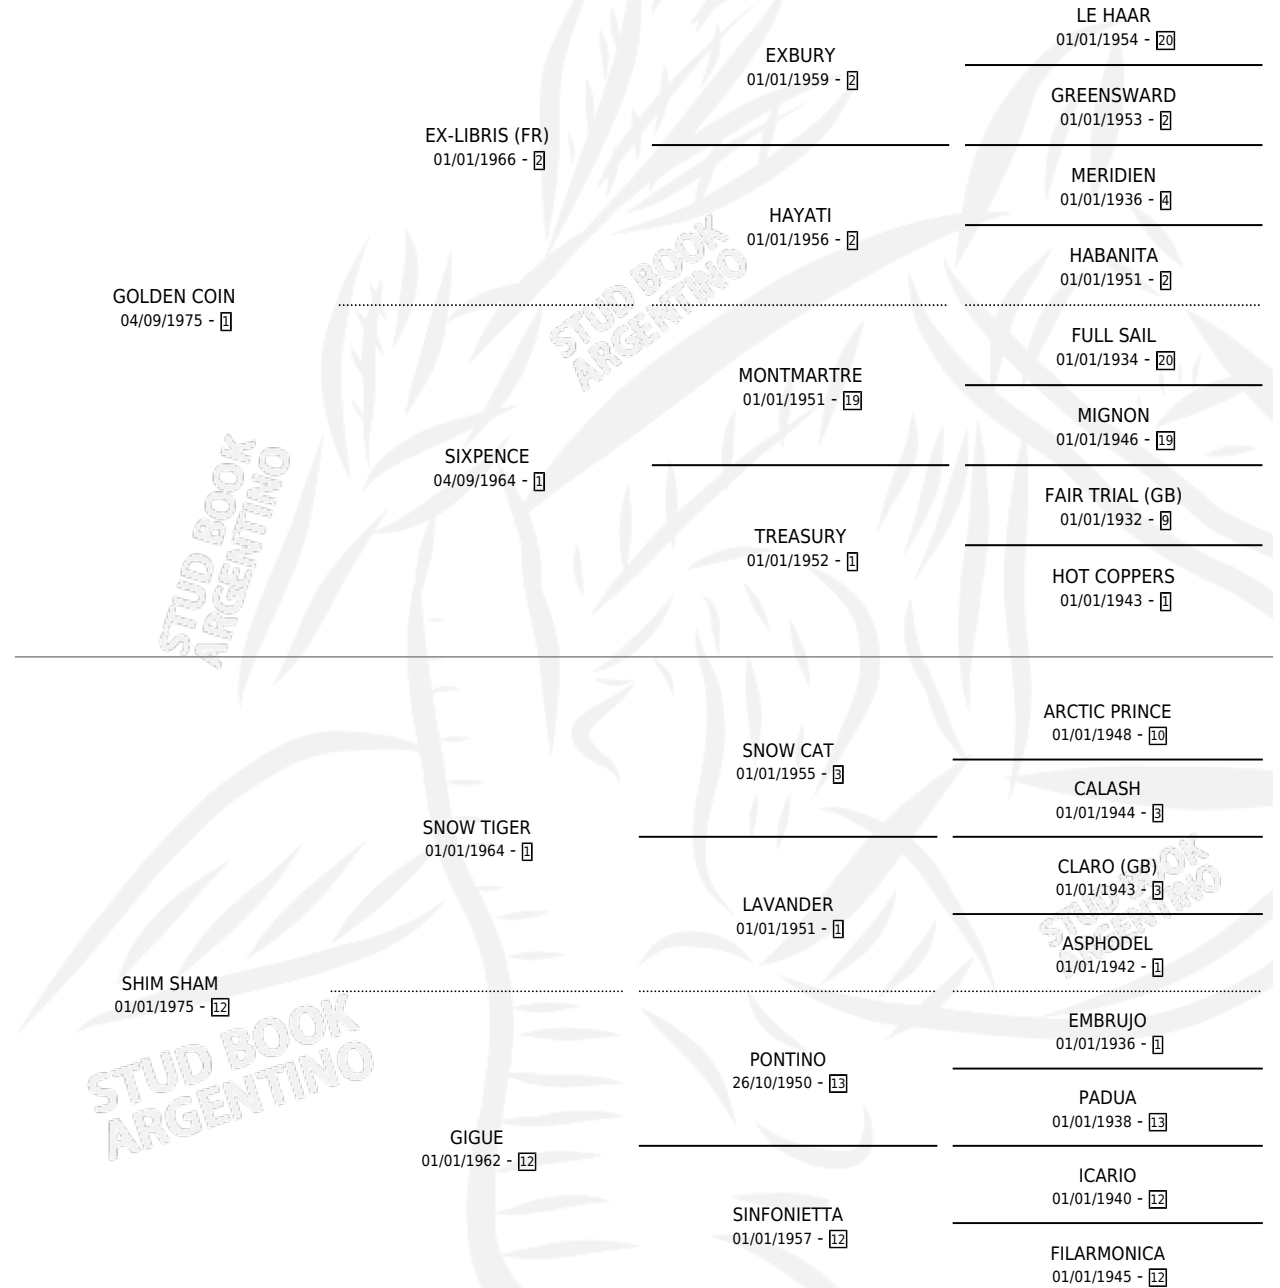 LE HAAR
01/01/1954 - 20
EXBURY
01/01/1959 - 2
GREENSWARD
01/01/1953 - 2
EX-LIBRIS (FR)
01/01/1966 - 2
MERIDIEN
01/01/1936 - 4
HAYATI
01/01/1956 - 2
HABANITA
01/01/1951 - 2
GOLDEN COIN
04/09/1975 - 1
STUD BOOK
ARGENTINO
FULL SAIL
01/01/1934 - 20
MONTMARTRE
01/01/1951 - 19
MIGNON
01/01/1946 - 19
SIXPENCE
04/09/1964 - 1
FAIR TRIAL (GB)
01/01/1932 - 9
TREASURY
01/01/1952 - 1
HOT COPPERS
01/01/1943 - 1
STUD BOOK
ARGENTINO
ARCTIC PRINCE
01/01/1948 - 10
SNOW CAT
01/01/1955 - 3
CALASH
01/01/1944 - 3
SNOW TIGER
01/01/1964 - 1
CLARO (GB)
01/01/1943 - 3
LAVANDER
01/01/1951 - 1
STUD BOOK
ARGENTINO
ASPHODEL
01/01/1942 - 1
SHIM SHAM
01/01/1975 - 12
EMBRUJO
01/01/1936 - 1
PONTINO
26/10/1950 - 13
STUD BOOK
ARGENTINO
PADUA
01/01/1938 - 13
GIGUE
01/01/1962 - 12
ICARIO
01/01/1940 - 12
SINFONIETTA
01/01/1957 - 12
FILARMONICA
01/01/1945 - 12